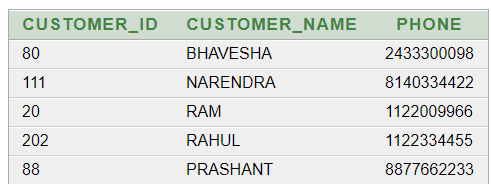 CUSTOMER_ID CUSTOMER_NAME PHONE
80 BHAVESHA 2433300098
111 NARENDRA 8140334422
20 RAM 1122009966
202 RAHUL 1122334455
88 PRASHANT 8877662233